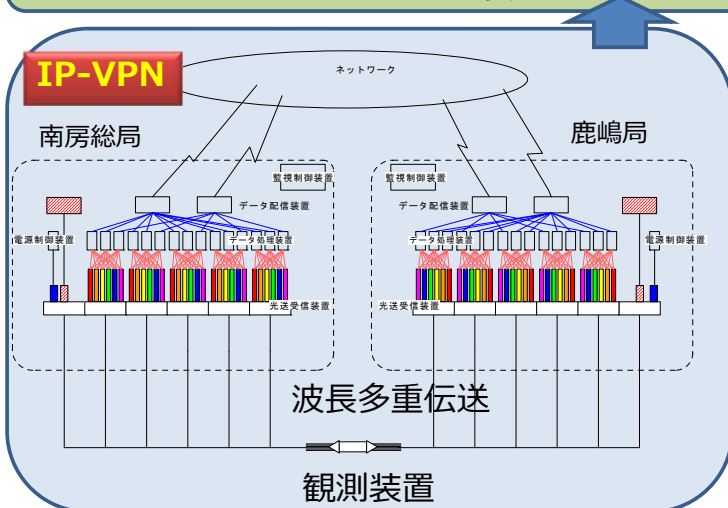 IP-VPN
ネットワーク
南房総局
鹿嶋局
監視制御装置
監視制御装置
データ配信装置
データ配信装置
電源制御装置
データ処理装置
データ処理装置
電源制御装置
光送受信装置
光送受信装置
波長多重伝送
観測装置